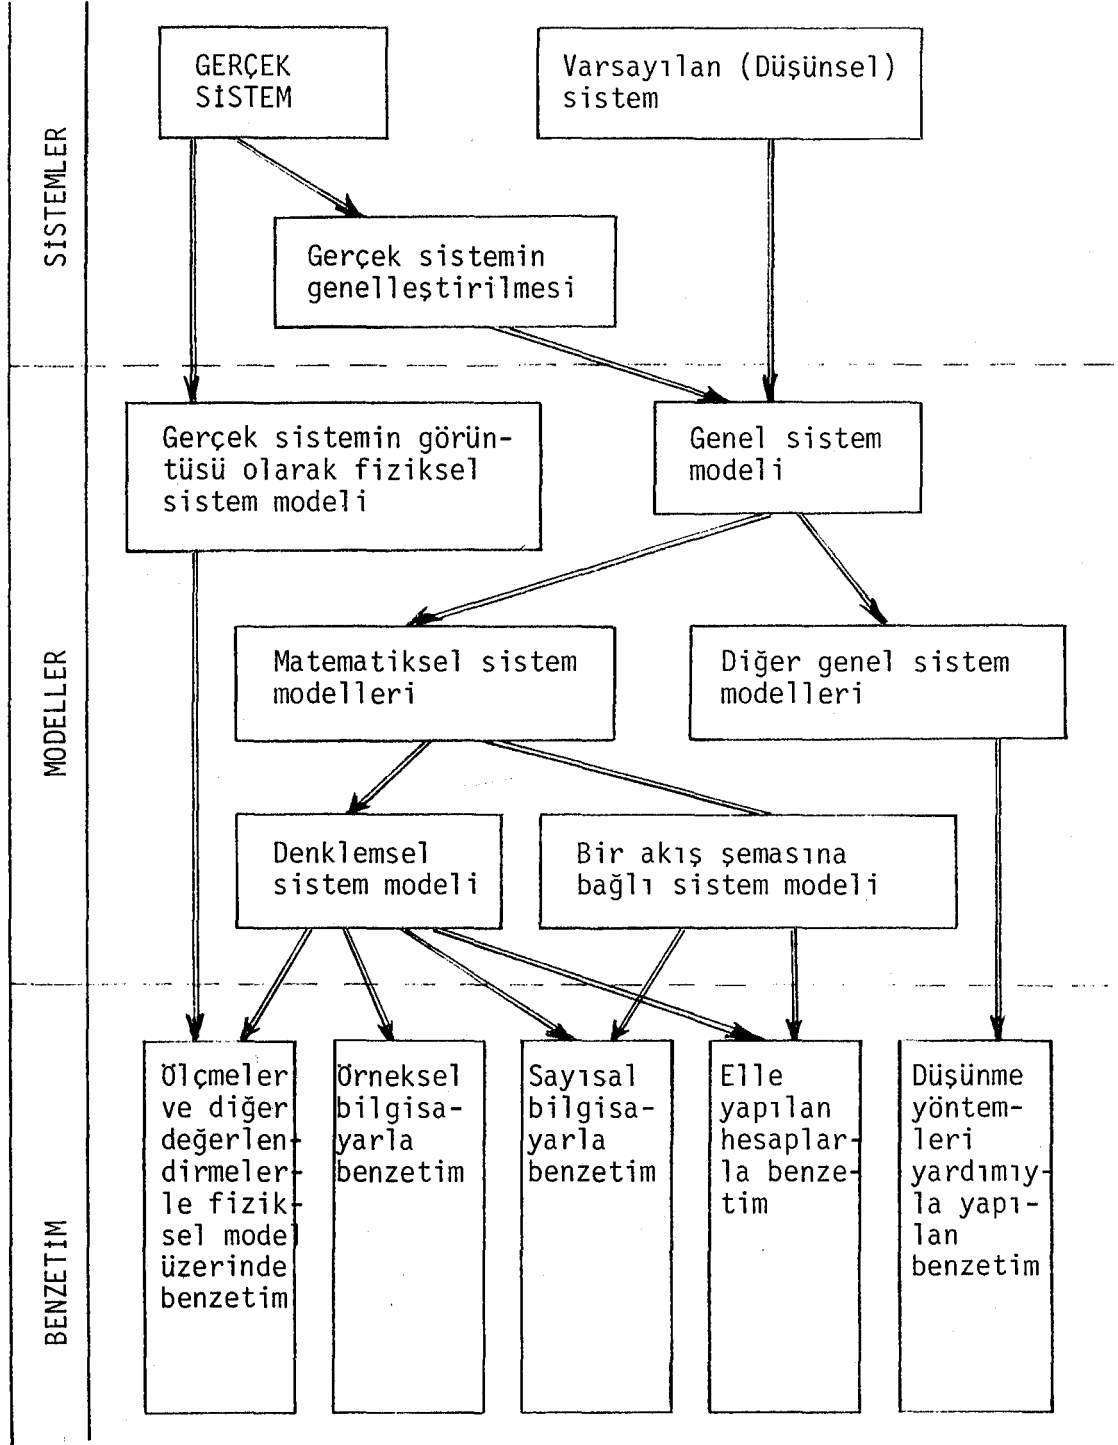 SİSTEMLER
GERÇEK
SİSTEM
Varsayılan (Düşünsel)
sistem
Gerçek sistemin
genelleştirilmesi
MODELLER
Gerçek sistemin görün-
tüsü olarak fiziksel
sistem modeli
Genel sistem
modeli
Matematiksel sistem
modelleri
Diğer genel sistem
modelleri
Denklemsel
sistem modeli
Bir akış şemasına
bağlı sistem modeli
BENZETİM
Ölçmeler
ve diğer
değerlen-
dirmeler-
le fizik-
sel model
üzerinde
benzetim
Örneksel
bilgisa-
yarla
benzetim
Sayısal
bilgisa-
yarla
benzetim
Elle
yapılan
hesaplar-
la benze-
tim
Düşünme
yöntem-
leri
yardımıy-
la yapı-
lan
benzetim